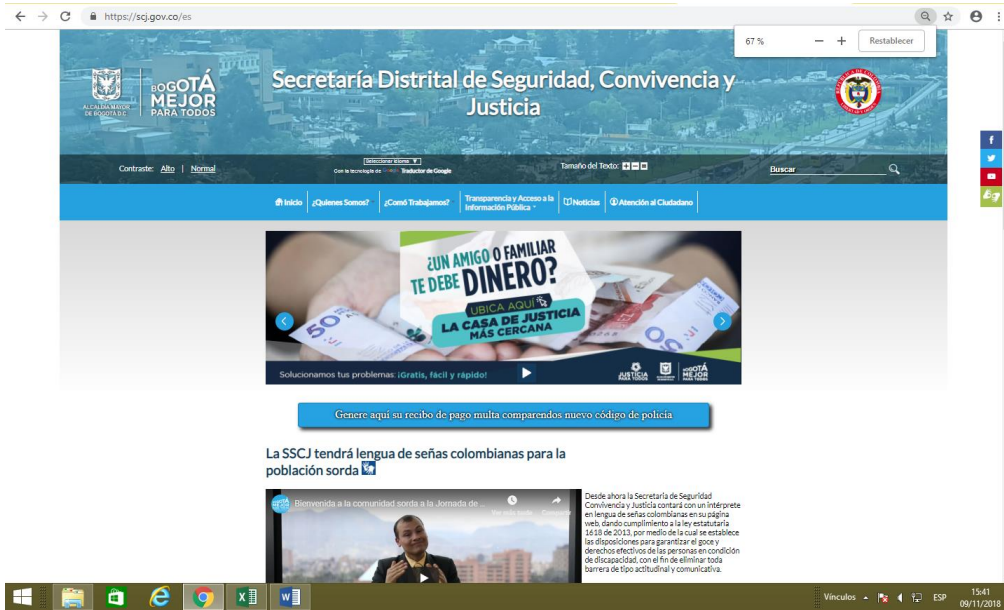 https://scj.gov.co/es
67 %
Restablecer
ALCALDÍA MAYOR
DE BOGOTÁ D.C.
BOGOTÁ
MEJOR
PARA TODOS
Secretaría Distrital de Seguridad, Convivencia y
Justicia
Contraste: Alto | Normal
Seleccionar idioma ▼
Con la tecnología de Google Traductor de Google
Tamaño del Texto:
Buscar
Inicio
¿Quienes Somos?
¿Comó Trabajamos?
Transparencia y Acceso a la
Información Pública
Noticias
Atención al Ciudadano
¿UN AMIGO O FAMILIAR
TE DEBE DINERO?
UBICA AQUÍ
LA CASA DE JUSTICIA
MÁS CERCANA
Solucionamos tus problemas: ¡Gratis, fácil y rápido!
JUSTICIA
PARA TODOS
BOGOTÁ
MEJOR
PARA TODOS
Genere aquí su recibo de pago multa comparendos nuevo código de policía
La SSCJ tendrá lengua de señas colombianas para la
población sorda
Bienvenida a la comunidad sorda a la Jornada de ...
Ver más tarde
Compartir
Desde ahora la Secretaría de Seguridad
Convivencia y Justicia contará con un intérprete
en lengua de señas colombianas en su página
web, dando cumplimiento a la ley estatutaria
1618 de 2013, por medio de la cual se establece
las disposiciones para garantizar el goce y
derechos efectivos de las personas en condición
de discapacidad, con el fin de eliminar toda
barrera de tipo actitudinal y comunicativa.
Vínculos
ESP
15:41
09/11/2018